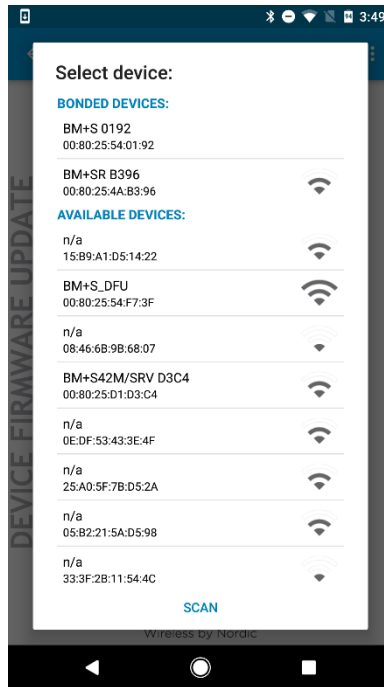 3:49
Select device:
BONDED DEVICES:
BM+S 0192
00:80:25:54:01:92
BM+SR B396
00:80:25:4A:B3:96
AVAILABLE DEVICES:
n/a
15:B9:A1:D5:14:22
BM+S_DFU
00:80:25:54:F7:3F
n/a
08:46:6B:9B:68:07
BM+S42M/SRV D3C4
00:80:25:D1:D3:C4
n/a
0E:DF:53:43:3E:4F
n/a
25:A0:5F:7B:D5:2A
n/a
05:B2:21:5A:D5:98
n/a
33:3F:2B:11:54:4C
SCAN
DEVICE FIRMWARE UPDATE
Wireless by Nordic